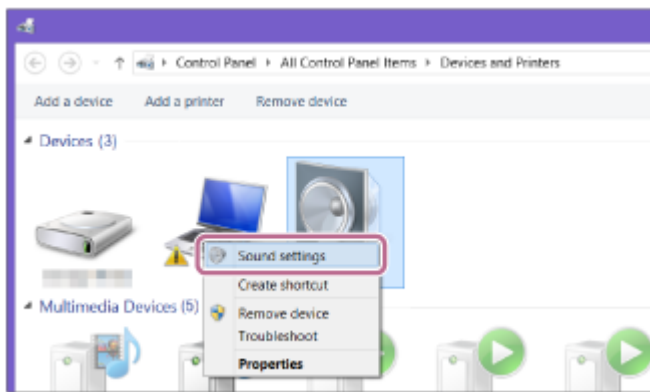 Control Panel All Control Panel Items Devices and Printers
Add a device Add a printer Remove device
Devices (3)
Sound settings
Create shortcut
Multimedia Devices (5)
Remove device
Troubleshoot
Properties